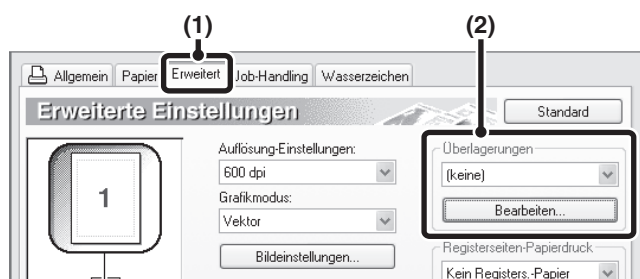 (1) (2)
Allgemein Papier Erweitert Job-Handling Wasserzeichen
Erweiterte Einstellungen
Standard
Auflösung-Einstellungen:
600 dpi
Grafikmodus:
Vektor
Bildeinstellungen...
Überlagerungen
(keine)
Bearbeiten...
Registerseiten-Papierdruck
Kein Registers.-Papier
1